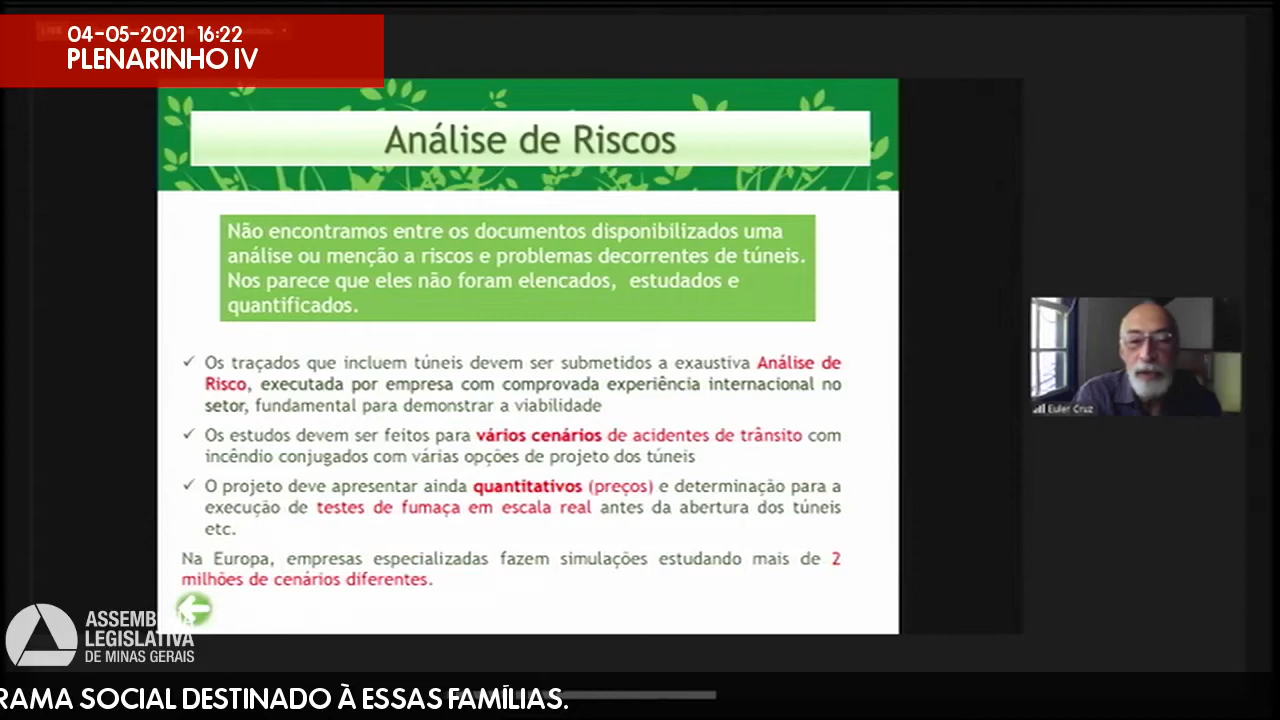 04-05-2021 16:22
PLENARINHO IV
Análise de Riscos
Não encontramos entre os documentos disponibilizados uma
análise ou menção a riscos e problemas decorrentes de túneis.
Nos parece que eles não foram elencados, estudados e
quantificados.
✓ Os traçados que incluem túneis devem ser submetidos a exaustiva Análise de
Risco, executada por empresa com comprovada experiência internacional no
setor, fundamental para demonstrar a viabilidade
✓ Os estudos devem ser feitos para vários cenários de acidentes de trânsito com
incêndio conjugados com várias opções de projeto dos túneis
✓ O projeto deve apresentar ainda quantitativos (preços) e determinação para a
execução de testes de fumaça em escala real antes da abertura dos túneis
etc.
Na Europa, empresas especializadas fazem simulações estudando mais de 2
milhões de cenários diferentes.
Euler Cruz
ASSEMBLEIA
LEGISLATIVA
DE MINAS GERAIS
RAMA SOCIAL DESTINADO À ESSAS FAMÍLIAS.